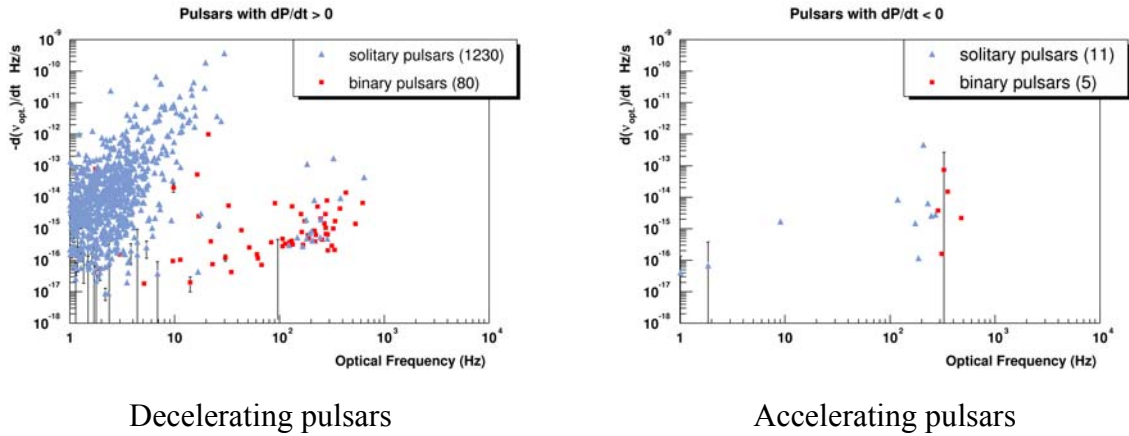 Pulsars with dP/dt > 0
-d(ν_opt.)/dt Hz/s
10^-9
10^-10
10^-11
10^-12
10^-13
10^-14
10^-15
10^-16
10^-17
10^-18
solitary pulsars (1230)
binary pulsars (80)
1 10 10^2 10^3 10^4
Optical Frequency (Hz)
Decelerating pulsars
Pulsars with dP/dt < 0
d(ν_opt.)/dt Hz/s
10^-9
10^-10
10^-11
10^-12
10^-13
10^-14
10^-15
10^-16
10^-17
10^-18
solitary pulsars (11)
binary pulsars (5)
1 10 10^2 10^3 10^4
Optical Frequency (Hz)
Accelerating pulsars